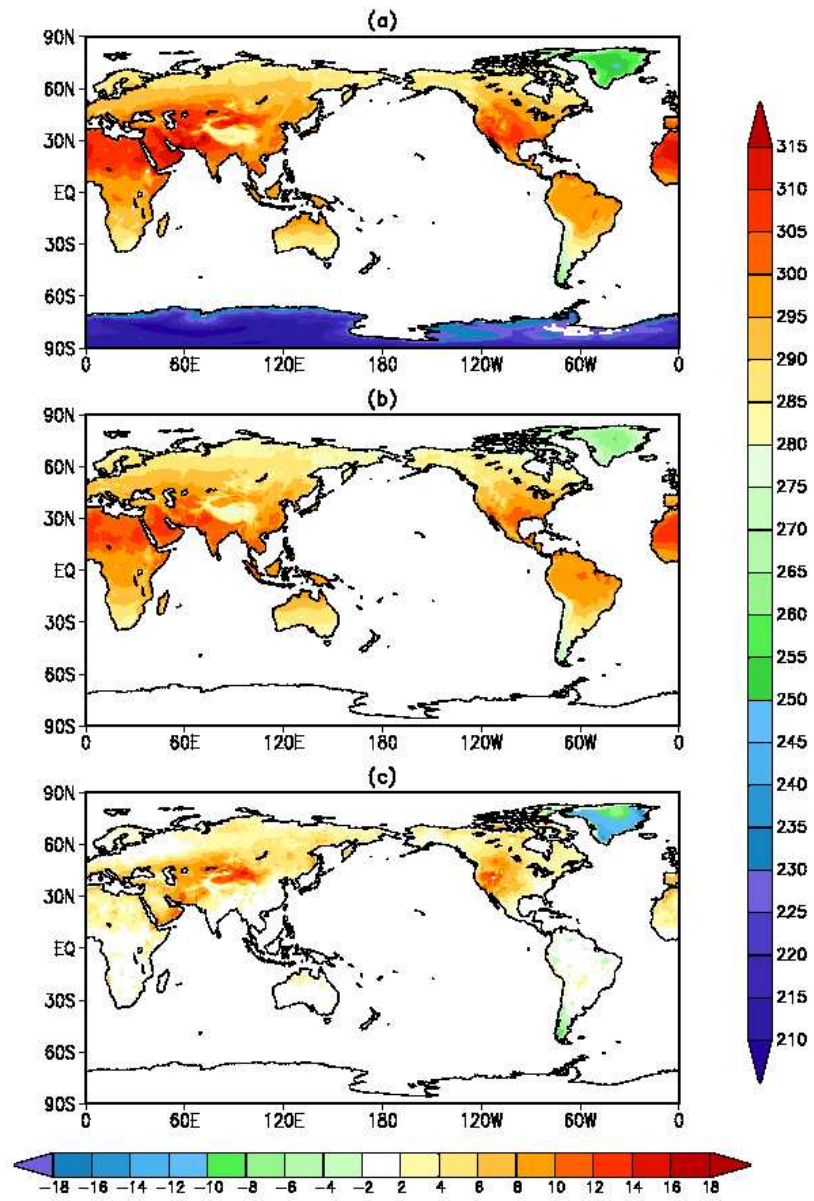 (a)
90N
60N
30N
EQ
30S
60S
90S
0 60E 120E 180 120W 60W 0
(b)
90N
60N
30N
EQ
30S
60S
90S
0 60E 120E 180 120W 60W 0
(c)
90N
60N
30N
EQ
30S
60S
90S
0 60E 120E 180 120W 60W 0
315
310
305
300
295
290
285
280
275
270
265
260
255
250
245
240
235
230
225
220
215
210
-18 -16 -14 -12 -10 -8 -6 -4 -2 2 4 6 8 10 12 14 16 18